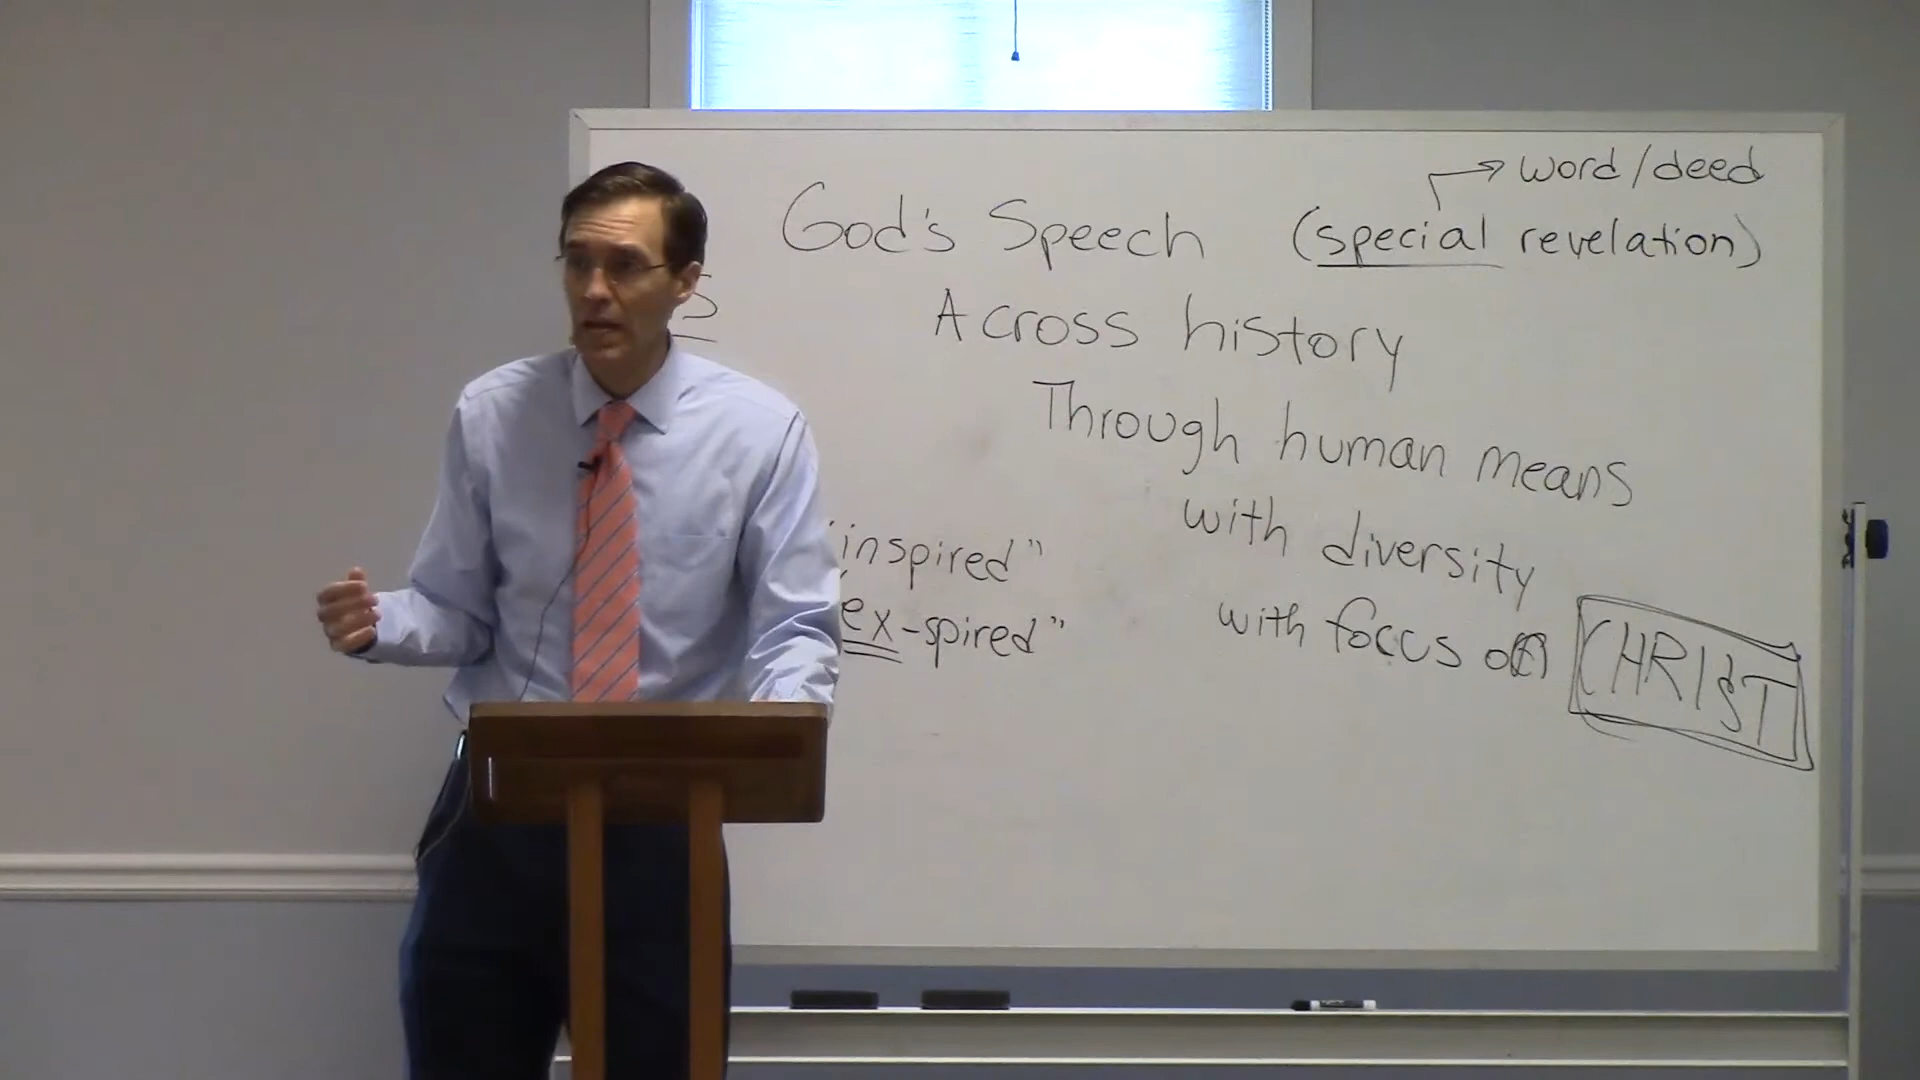 word/deed
God's Speech (special revelation)
Across history
Through human means
with diversity
with focus on CHRIST
"inspired"
"ex-spired"